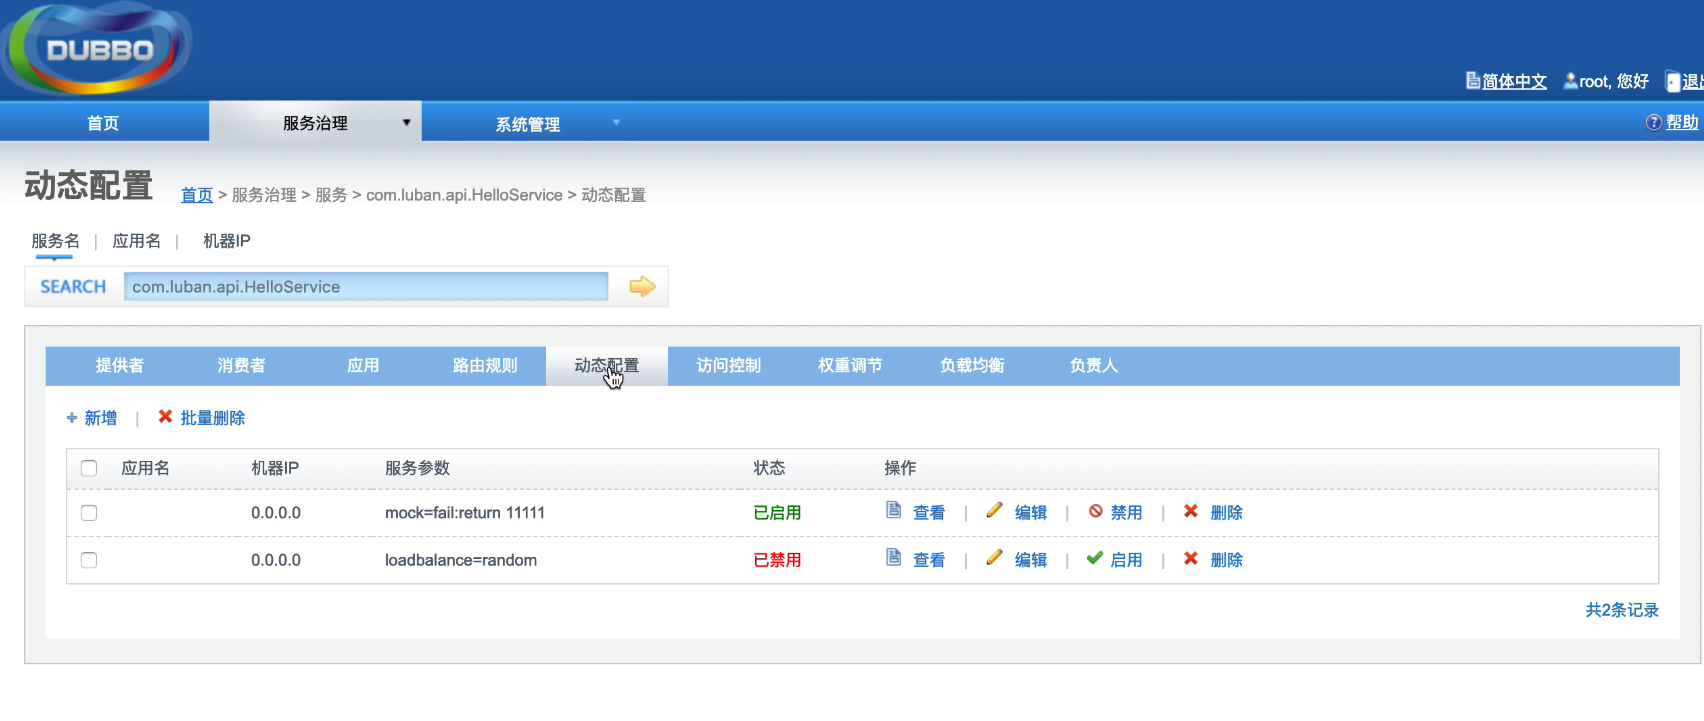 DUBBO
简体中文 root, 您好 退出
首页 服务治理 系统管理 帮助
动态配置 首页 > 服务治理 > 服务 > com.luban.api.HelloService > 动态配置
服务名 | 应用名 | 机器IP
SEARCH com.luban.api.HelloService
提供者 消费者 应用 路由规则 动态配置 访问控制 权重调节 负载均衡 负责人
新增 | 批量删除
应用名 机器IP 服务参数 状态 操作
0.0.0.0 mock=fail:return 11111 已启用 查看 | 编辑 | 禁用 | 删除
0.0.0.0 loadbalance=random 已禁用 查看 | 编辑 | 启用 | 删除
共2条记录